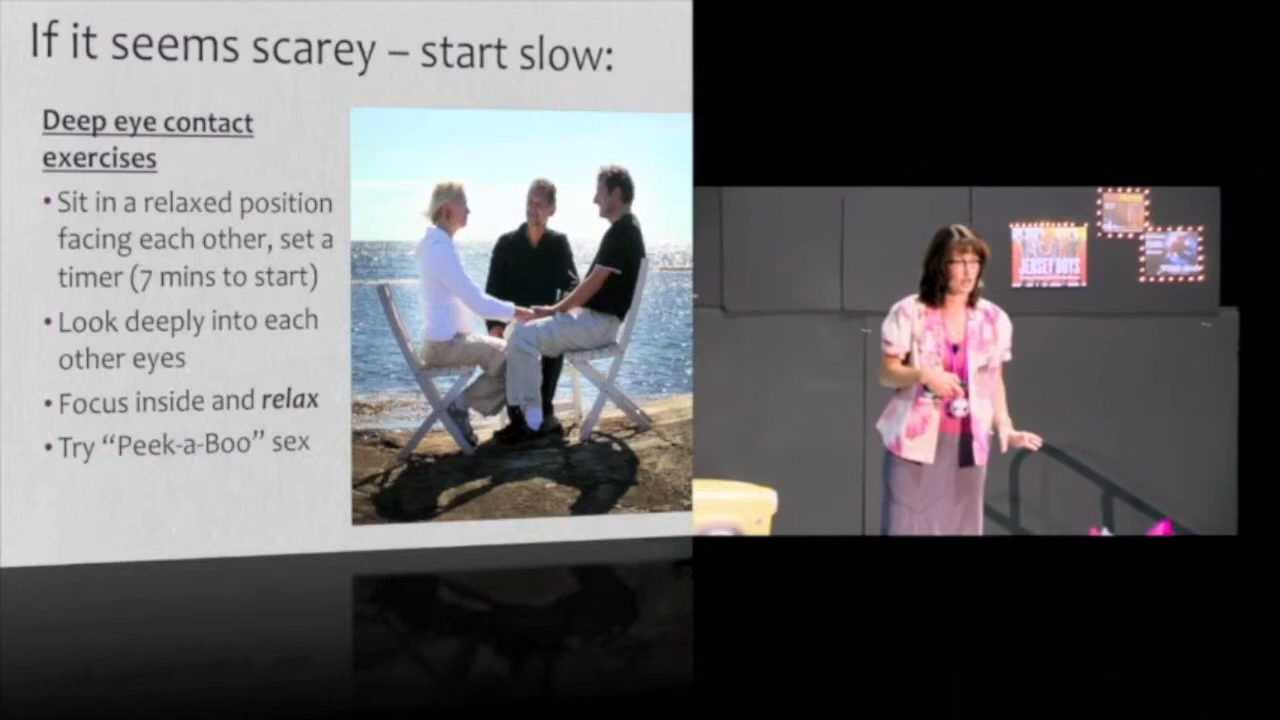 If it seems scarey – start slow:
Deep eye contact
exercises
• Sit in a relaxed position
facing each other, set a
timer (7 mins to start)
• Look deeply into each
other eyes
• Focus inside and relax
• Try “Peek-a-Boo” sex
JERSEY BOYS